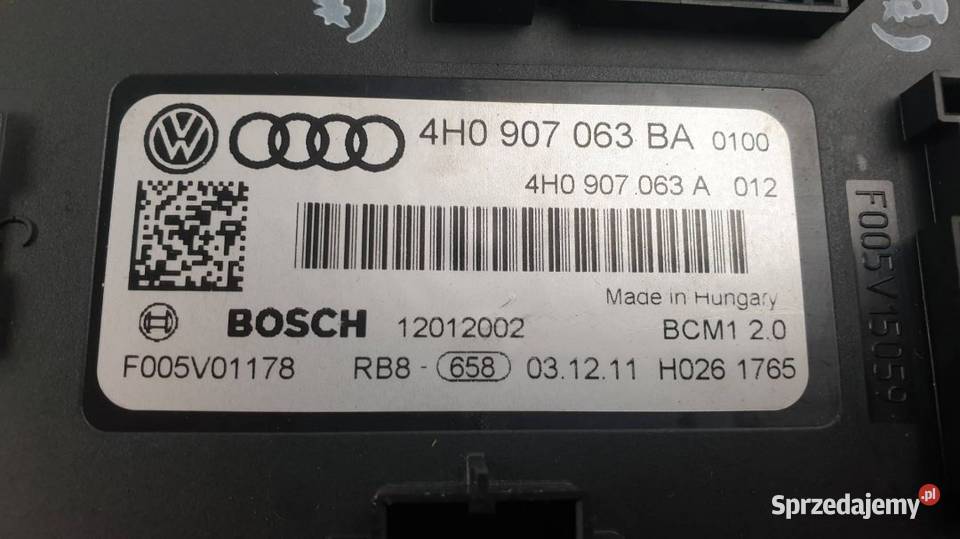 4H0 907 063 BA 0100
4H0 907 063 A 012
Made in Hungary
BOSCH 12012002 BCM1 2.0
F005V01178 RB8 - 658 03.12.11 H026 1765
F005V15059
Sprzedajemy.pl